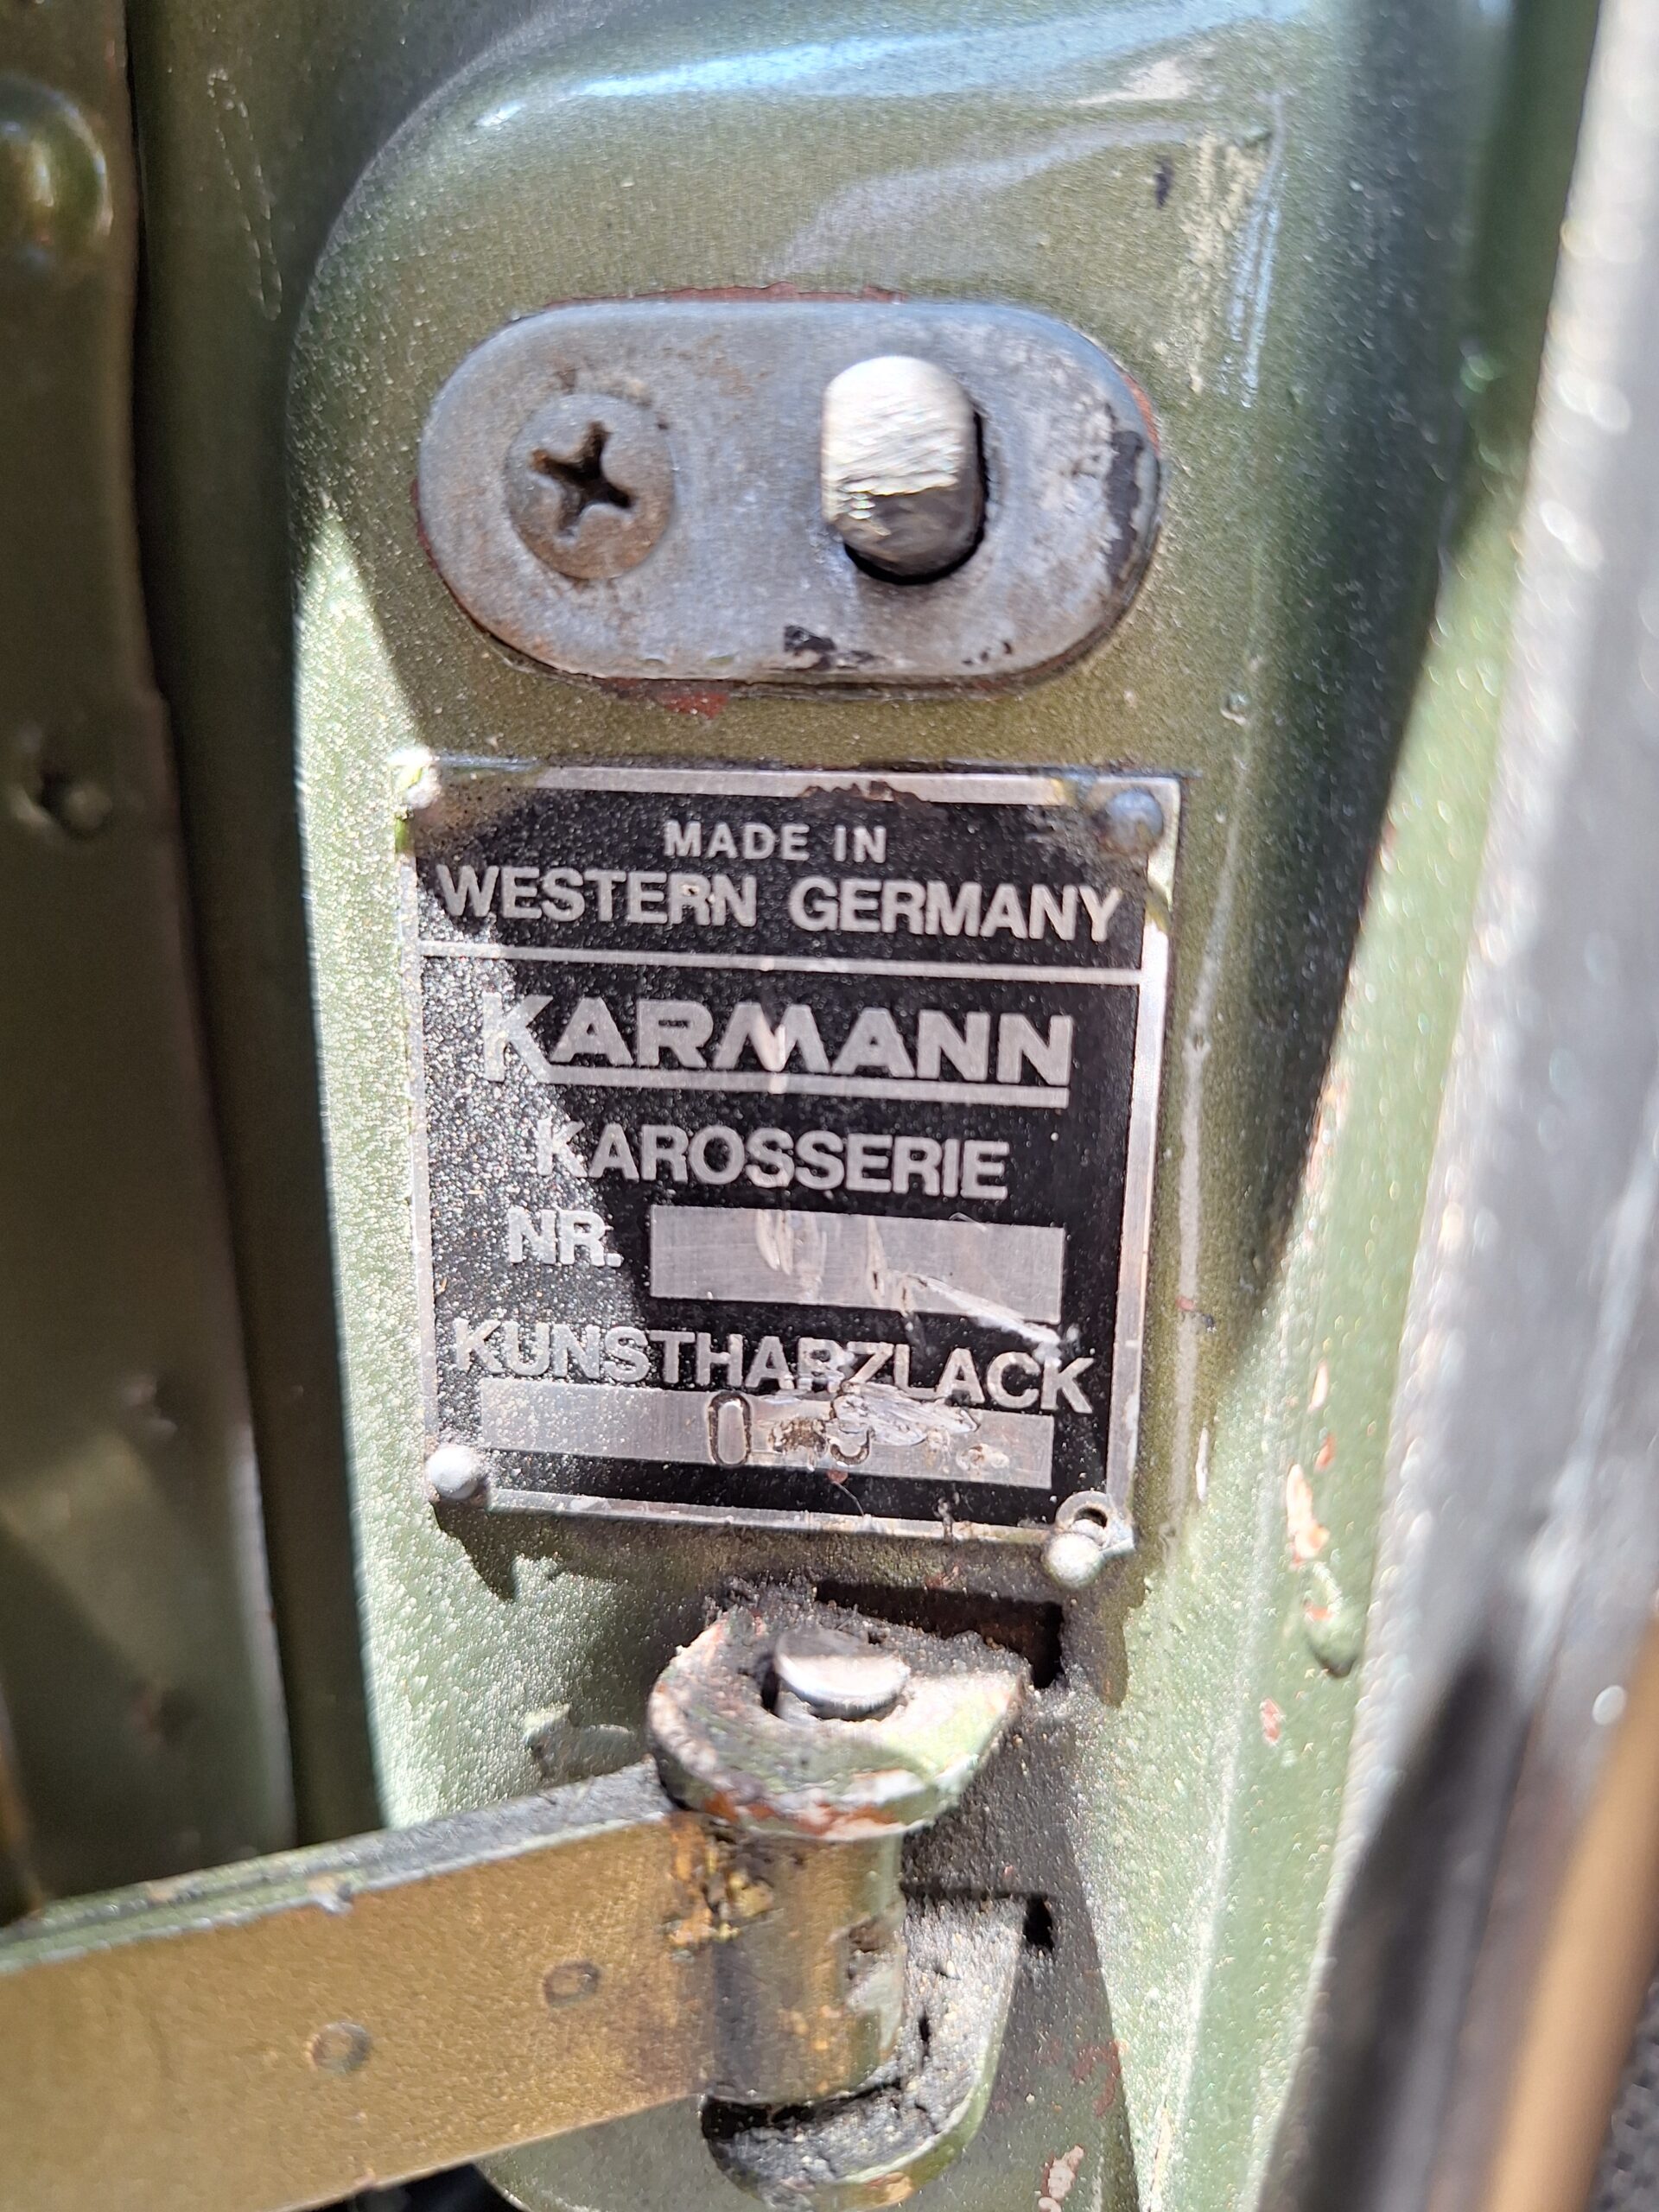 MADE IN
WESTERN GERMANY
KARMANN
KAROSSERIE
NR.
KUNSTHARZLACK